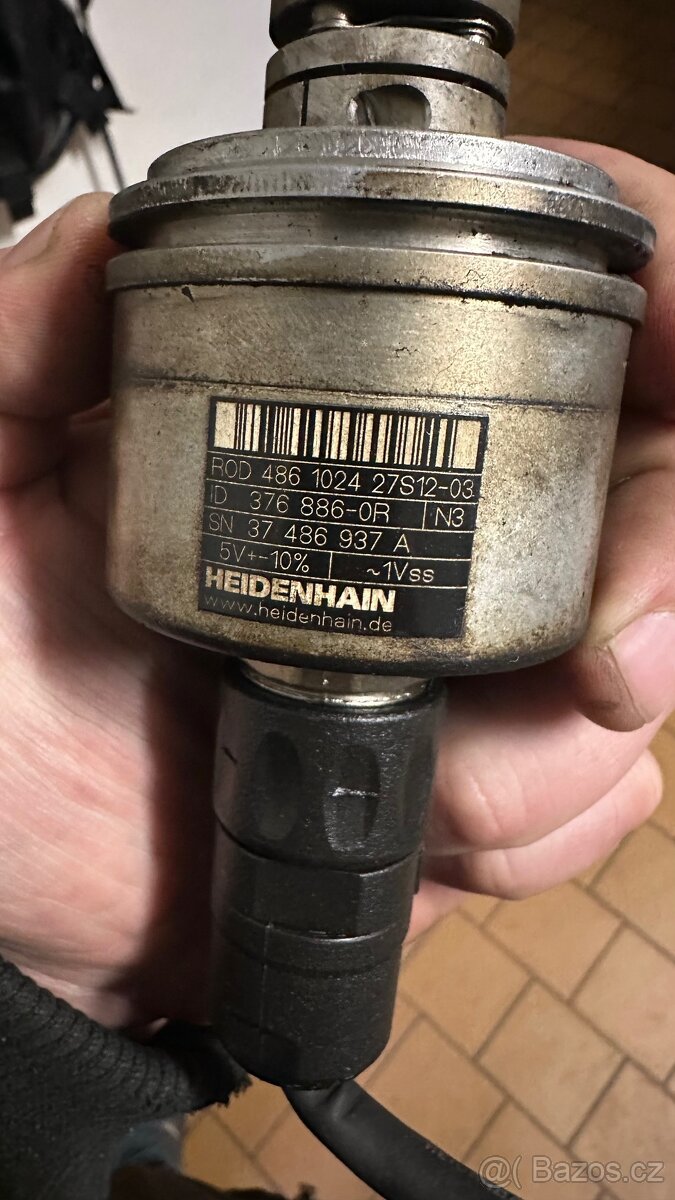 ROD 486 1024 27S12-03
ID 376 886-0R N3
SN 37 486 937 A
5V+-10% ~1Vss
HEIDENHAIN
www.heidenhain.de
@( Bazos.cz